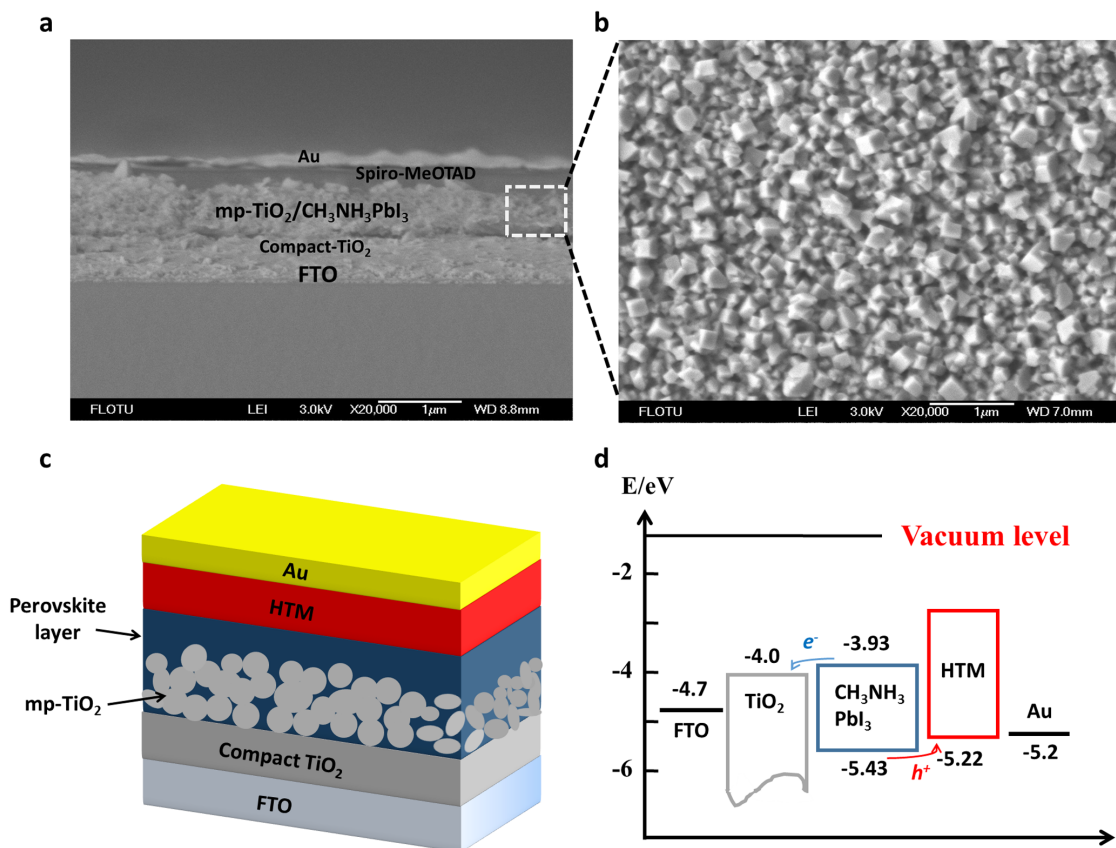 a
Au
Spiro-MeOTAD
mp-TiO₂/CH₃NH₃PbI₃
Compact-TiO₂
FTO
FLOTU LEI 3.0kV X20,000 1μm WD 8.8mm
b
FLOTU LEI 3.0kV X20,000 1μm WD 7.0mm
c
Au
HTM
Perovskite
layer
mp-TiO₂
Compact TiO₂
FTO
d
E/eV
Vacuum level
-2
-4
-6
-4.7
FTO
-4.0
TiO₂
e⁻
-3.93
CH₃NH₃
PbI₃
-5.43
h⁺
HTM
-5.22
Au
-5.2